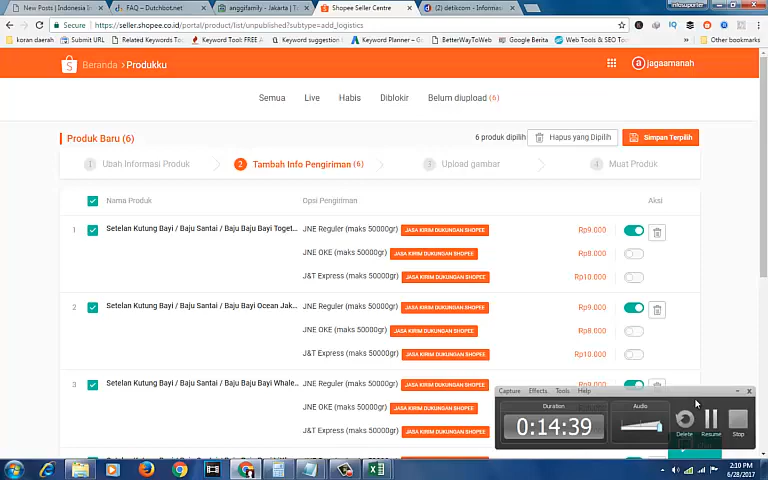 New Posts | Indonesia In
FAQ – Dutchbot.net
anggifamily - Jakarta | T
Shopee Seller Centre
(2) detikcom - Informasi
infosuporter
Secure
https://seller.shopee.co.id/portal/product/list/unpublished?subtype=add_logistics
koran daerah
Submit URL
Related Keywords To
Keyword Tool: FREE A
Keyword suggestion
Keyword Planner – G
BetterWayToWeb
Google Berita
Web Tools & SEO To
Other bookmarks
Beranda > Produkku
jagaamanah
Semua
Live
Habis
Diblokir
Belum diupload (6)
Produk Baru (6)
6 produk dipilih
Hapus yang Dipilih
Simpan Terpilih
1 Ubah Informasi Produk
2 Tambah Info Pengiriman (6)
3 Upload gambar
4 Muat Produk
Nama Produk
Opsi Pengiriman
Aksi
1
Setelan Kutung Bayi / Baju Santai / Baju Baju Bayi Toget...
JNE Reguler (maks 50000gr) JASA KIRIM DUKUNGAN SHOPEE
Rp9.000
JNE OKE (maks 50000gr) JASA KIRIM DUKUNGAN SHOPEE
Rp8.000
J&T Express (maks 50000gr) JASA KIRIM DUKUNGAN SHOPEE
Rp10.000
2
Setelan Kutung Bayi / Baju Santai / Baju Bayi Ocean Jak...
JNE Reguler (maks 50000gr) JASA KIRIM DUKUNGAN SHOPEE
Rp9.000
JNE OKE (maks 50000gr) JASA KIRIM DUKUNGAN SHOPEE
Rp8.000
J&T Express (maks 50000gr) JASA KIRIM DUKUNGAN SHOPEE
Rp10.000
3
Setelan Kutung Bayi / Baju Santai / Baju Baju Bayi Whale...
JNE Reguler (maks 50000gr) JASA KIRIM DUKUNGAN SHOPEE
Rp9.000
JNE OKE (maks 50000gr) JASA KIRIM DUKUNGAN SHOPEE
J&T Express (maks 50000gr) JASA KIRIM DUKUNGAN SHOPEE
Capture Effects Tools Help
Duration
0:14:39
Audio
Delete
Resume
Stop
2:10 PM
6/28/2017